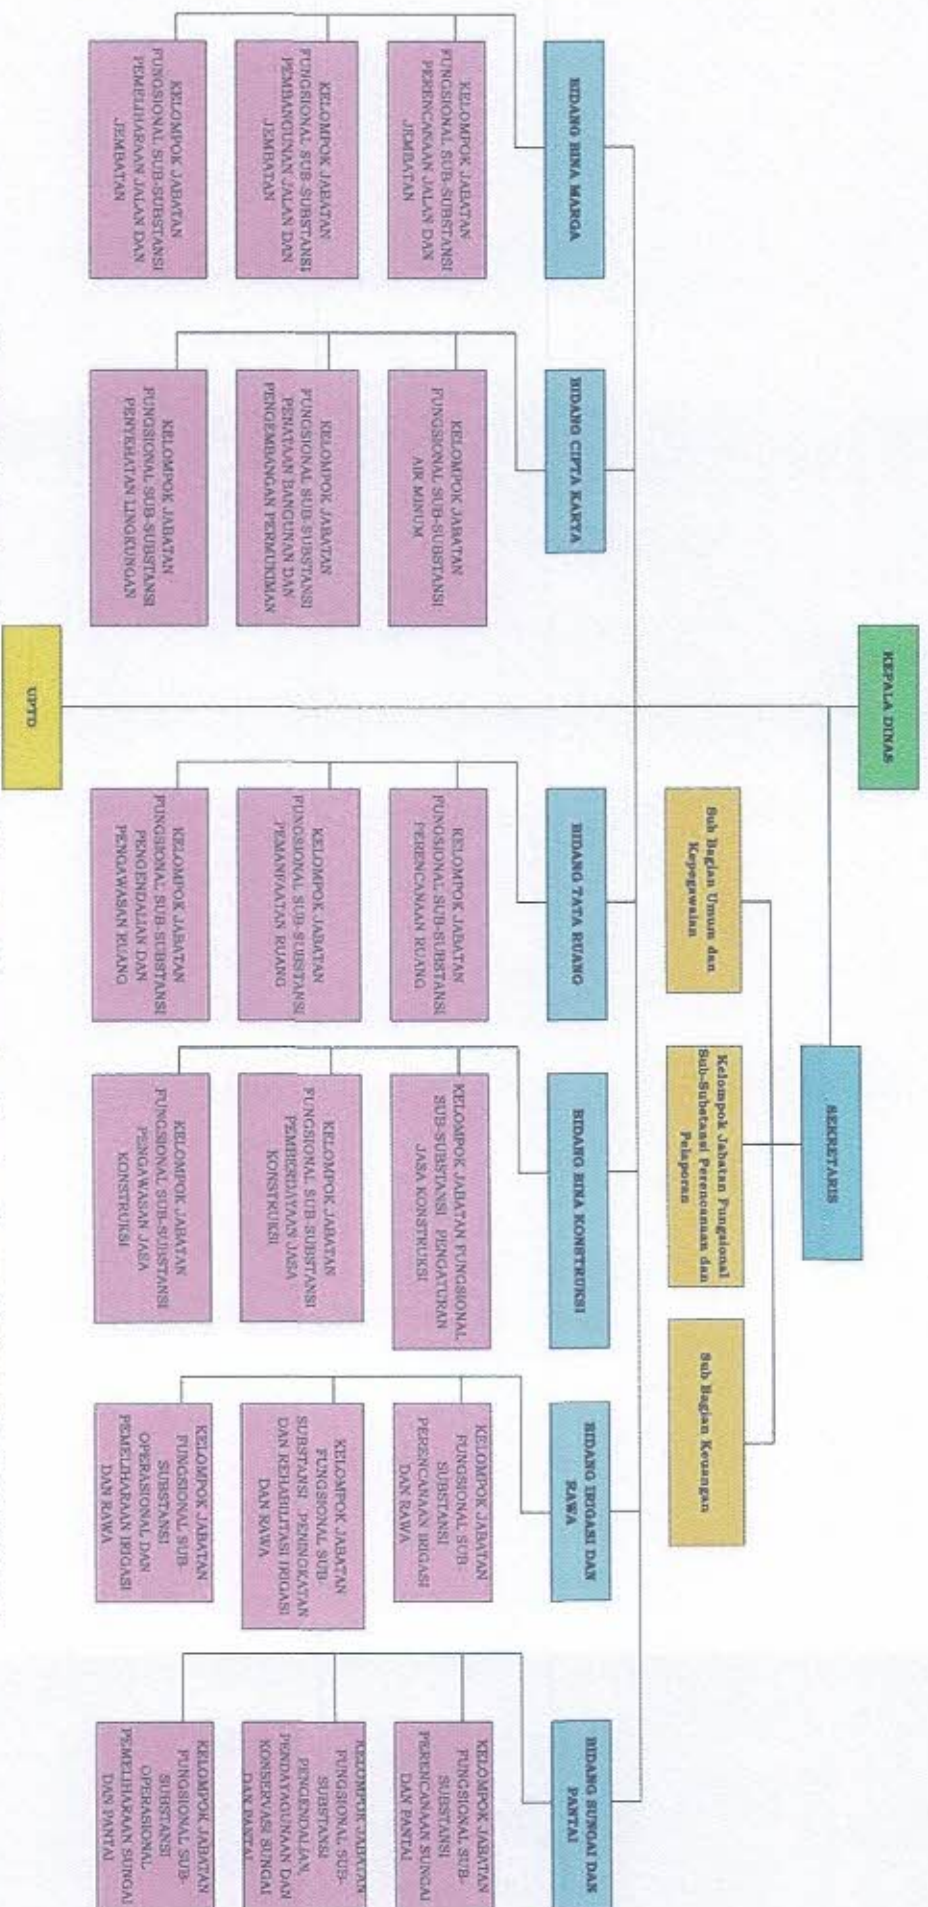 KEPALA DINAS
SEKRETARIS
Sub Bagian Umum dan
Kepegawaian
Kelompok Jabatan Fungsional
Sub-Substansi Perencanaan dan
Pelaporan
Sub Bagian Keuangan
BIDANG BINA MARGA
KELOMPOK JABATAN
FUNGSIONAL SUB-SUBSTANSI
PERENCANAAN JALAN DAN
JEMBATAN
KELOMPOK JABATAN
FUNGSIONAL SUB-SUBSTANSI
PEMBANGUNAN JALAN DAN
JEMBATAN
KELOMPOK JABATAN
FUNGSIONAL SUB-SUBSTANSI
PEMELIHARAAN JALAN DAN
JEMBATAN
BIDANG CIPTA KARYA
KELOMPOK JABATAN
FUNGSIONAL SUB-SUBSTANSI
AIR MINUM
KELOMPOK JABATAN
FUNGSIONAL SUB-SUBSTANSI
PENATAAN BANGUNAN DAN
PENGEMBANGAN PERMUKIMAN
KELOMPOK JABATAN
FUNGSIONAL SUB-SUBSTANSI
PENYEHATAN LINGKUNGAN
BIDANG TATA RUANG
KELOMPOK JABATAN
FUNGSIONAL SUB-SUBSTANSI
PERENCANAAN RUANG
KELOMPOK JABATAN
FUNGSIONAL SUB-SUBSTANSI
PEMANFAATAN RUANG
KELOMPOK JABATAN
FUNGSIONAL SUB-SUBSTANSI
PENGENDALIAN DAN
PENGAWASAN RUANG
BIDANG BINA KONSTRUKSI
KELOMPOK JABATAN FUNGSIONAL
SUB-SUBSTANSI PENGATURAN
JASA KONSTRUKSI
KELOMPOK JABATAN
FUNGSIONAL SUB-SUBSTANSI
PEMBERDAYAAN JASA
KONSTRUKSI
KELOMPOK JABATAN
FUNGSIONAL SUB-SUBSTANSI
PENGAWASAN JASA
KONSTRUKSI
BIDANG IRIGASI DAN
RAWA
KELOMPOK JABATAN
FUNGSIONAL SUB-
SUBSTANSI
PERENCANAAN IRIGASI
DAN RAWA
KELOMPOK JABATAN
FUNGSIONAL SUB-
SUBSTANSI PENINGKATAN
DAN REHABILITASI IRIGASI
DAN RAWA
KELOMPOK JABATAN
FUNGSIONAL SUB-
SUBSTANSI
OPERASIONAL DAN
PEMELIHARAAN IRIGASI
DAN RAWA
BIDANG SUNGAI DAN
PANTAI
KELOMPOK JABATAN
FUNGSIONAL SUB-
SUBSTANSI
PERENCANAAN SUNGAI
DAN PANTAI
KELOMPOK JABATAN
FUNGSIONAL SUB-
SUBSTANSI
PENGENDALIAN,
PENDAYAGUNAAN DAN
KONSERVASI SUNGAI
DAN PANTAI
KELOMPOK JABATAN
FUNGSIONAL SUB-
SUBSTANSI
OPERASIONAL
PEMELIHARAAN SUNGAI
DAN PANTAI
UPTD